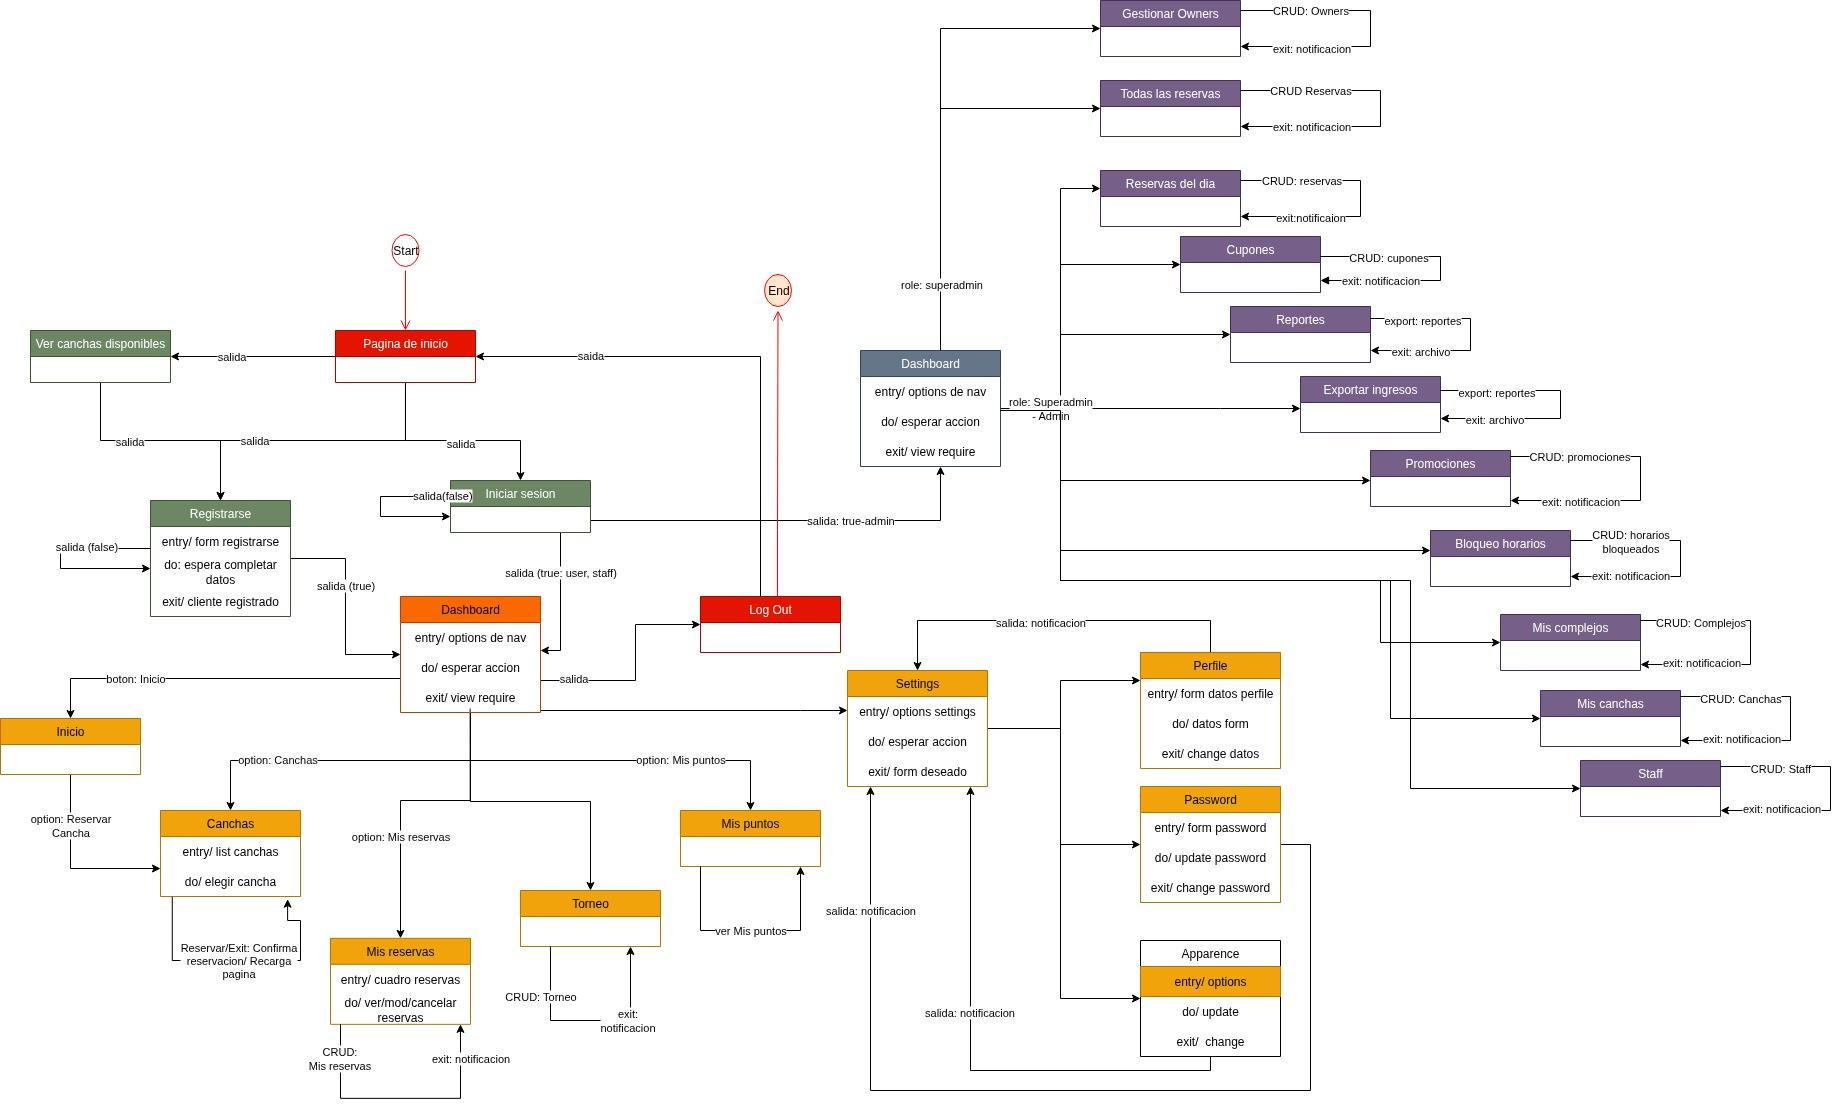 Gestionar Owners
CRUD: Owners
exit: notificacion
Todas las reservas
CRUD Reservas
exit: notificacion
Reservas del dia
CRUD: reservas
exit:notificaion
Cupones
CRUD: cupones
exit: notificacion
role: superadmin
Start
End
Reportes
export: reportes
exit: archivo
Ver canchas disponibles
salida
Pagina de inicio
saida
Dashboard
entry/ options de nav
do/ esperar accion
exit/ view require
role: Superadmin
- Admin
Exportar ingresos
export: reportes
exit: archivo
salida
salida
salida
Promociones
CRUD: promociones
exit: notificacion
Registrarse
entry/ form registrarse
do: espera completar
datos
exit/ cliente registrado
salida (false)
salida (true)
salida(false)
Iniciar sesion
salida: true-admin
salida (true: user, staff)
Bloqueo horarios
CRUD: horarios
bloqueados
exit: notificacion
Dashboard
entry/ options de nav
do/ esperar accion
exit/ view require
Log Out
salida
salida: notificacion
Mis complejos
CRUD: Complejos
exit: notificacion
boton: Inicio
Settings
entry/ options settings
do/ esperar accion
exit/ form deseado
Perfile
entry/ form datos perfile
do/ datos form
exit/ change datos
Mis canchas
CRUD: Canchas
exit: notificacion
Inicio
option: Canchas
option: Mis puntos
Staff
CRUD: Staff
exit: notificacion
option: Reservar
Cancha
Canchas
entry/ list canchas
do/ elegir cancha
option: Mis reservas
Mis puntos
Password
entry/ form password
do/ update password
exit/ change password
Torneo
ver Mis puntos
salida: notificacion
Reservar/Exit: Confirma
reservacion/ Recarga
pagina
Mis reservas
entry/ cuadro reservas
do/ ver/mod/cancelar
reservas
CRUD: Torneo
exit:
notificacion
salida: notificacion
Apparence
entry/ options
do/ update
exit/  change
CRUD:
Mis reservas
exit: notificacion